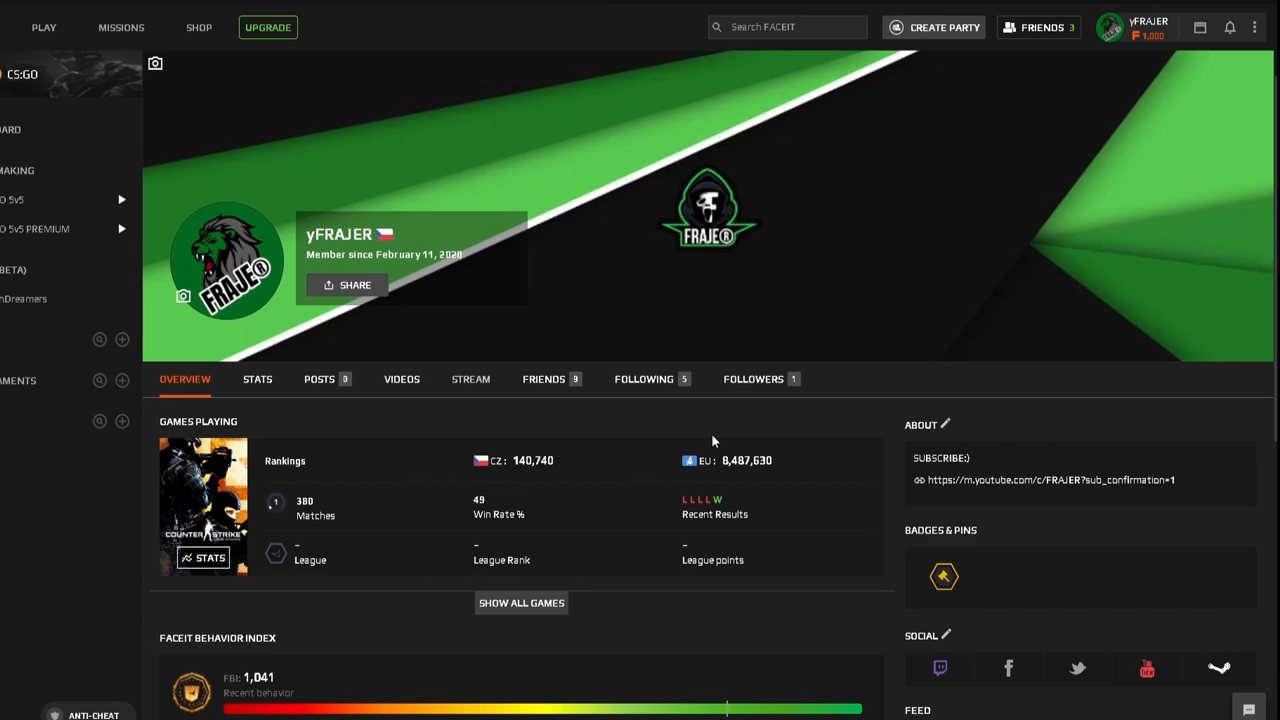 PLAY
MISSIONS
SHOP
UPGRADE
Search FACEIT
CREATE PARTY
FRIENDS 3
yFRAJER
1,000
CS:GO
ARD
MAKING
O 5v5
O 5v5 PREMIUM
BETA)
hDreamers
AMENTS
ANTI-CHEAT
FRAJE®
FRAJE®
yFRAJER
Member since February 11, 2020
SHARE
OVERVIEW
STATS
POSTS 0
VIDEOS
STREAM
FRIENDS 9
FOLLOWING 5
FOLLOWERS 1
GAMES PLAYING
COUNTER STRIKE
STATS
Rankings
CZ: 140,740
EU: 8,487,630
1
380
Matches
49
Win Rate %
L L L L W
Recent Results
–
League
–
League Rank
–
League points
SHOW ALL GAMES
FACEIT BEHAVIOR INDEX
FBI: 1,041
Recent behavior
ABOUT
SUBSCRIBE:)
https://m.youtube.com/c/FRAJER?sub_confirmation=1
BADGES & PINS
SOCIAL
FEED